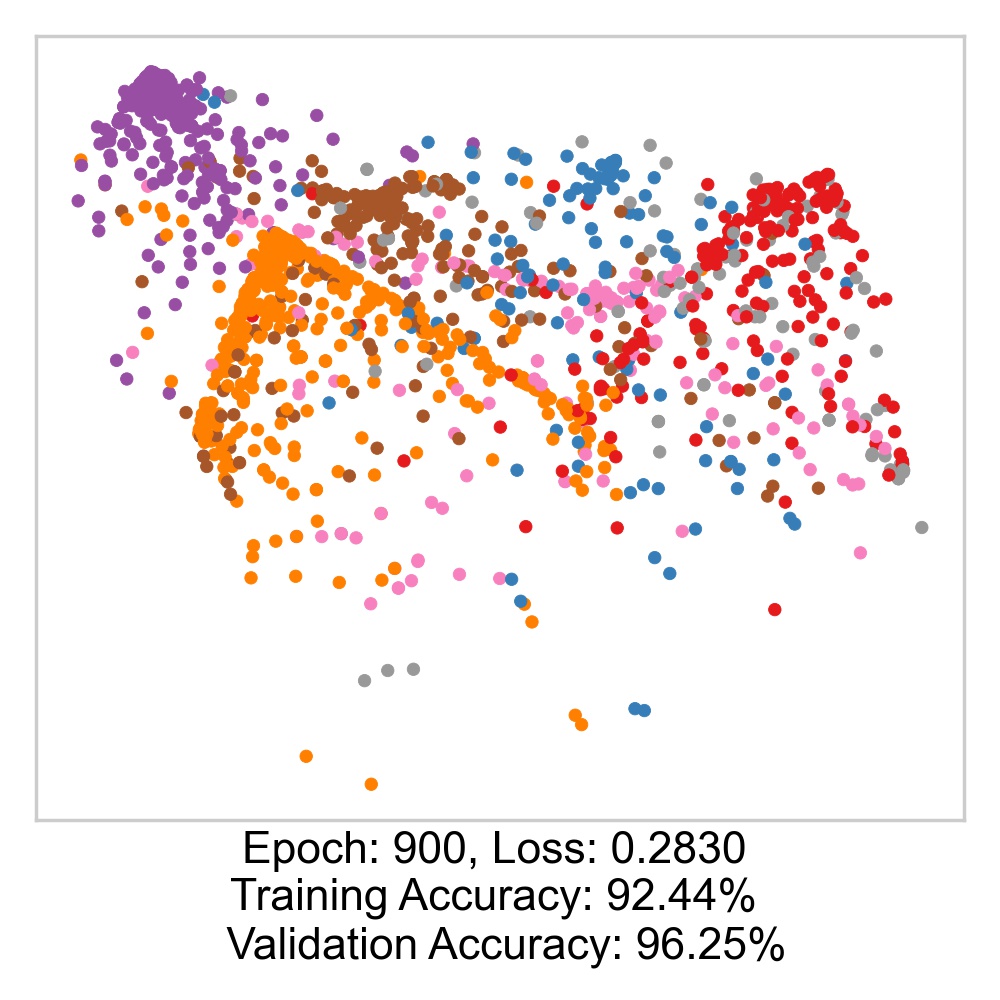 Epoch: 900, Loss: 0.2830
Training Accuracy: 92.44%
Validation Accuracy: 96.25%